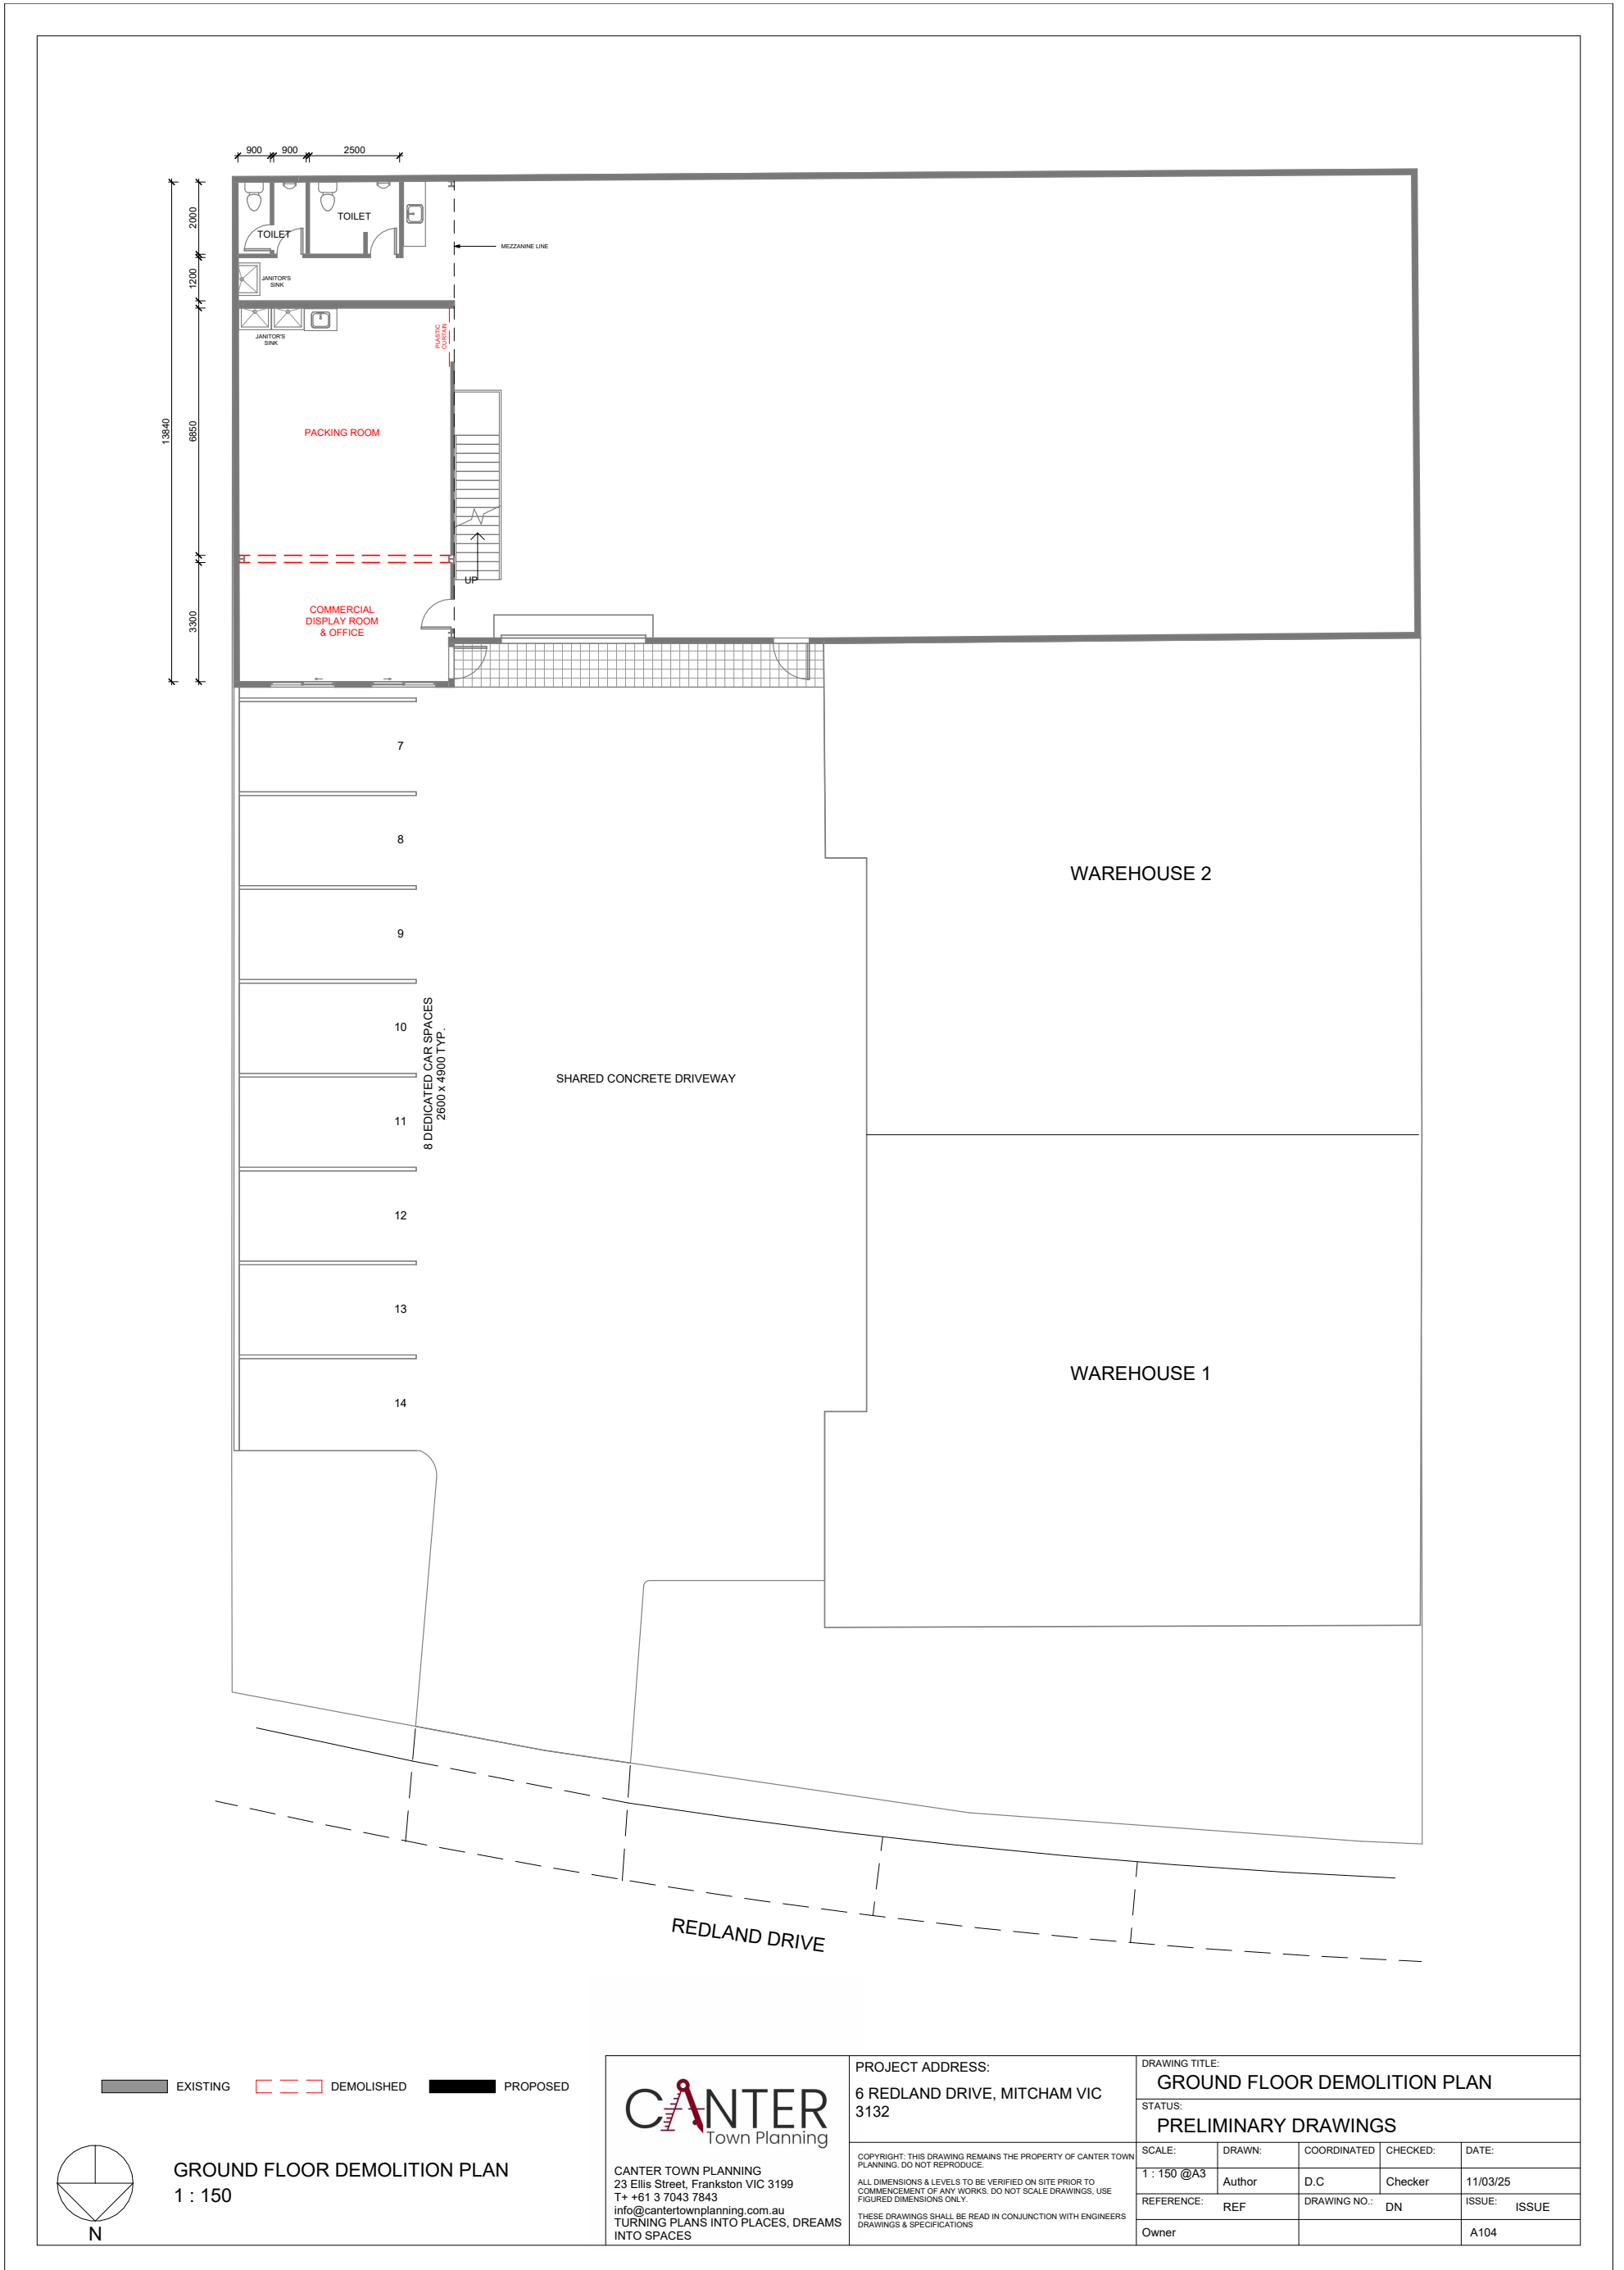 900
900
2500
13840
2000
1200
6850
3300
TOILET
TOILET
MEZZANINE LINE
JANITOR'S
SINK
JANITOR'S
SINK
PLASTIC
CURTAIN
PACKING ROOM
UP
COMMERCIAL
DISPLAY ROOM
& OFFICE
7
8
9
10
11
12
13
14
8 DEDICATED CAR SPACES
2600 x 4900 TYP.
SHARED CONCRETE DRIVEWAY
WAREHOUSE 2
WAREHOUSE 1
REDLAND DRIVE
EXISTING
DEMOLISHED
PROPOSED
N
GROUND FLOOR DEMOLITION PLAN
1 : 150
CANTER
Town Planning
CANTER TOWN PLANNING
23 Ellis Street, Frankston VIC 3199
T+ +61 3 7043 7843
info@cantertownplanning.com.au
TURNING PLANS INTO PLACES, DREAMS
INTO SPACES
PROJECT ADDRESS:
6 REDLAND DRIVE, MITCHAM VIC
3132
COPYRIGHT: THIS DRAWING REMAINS THE PROPERTY OF CANTER TOWN
PLANNING. DO NOT REPRODUCE.
ALL DIMENSIONS & LEVELS TO BE VERIFIED ON SITE PRIOR TO
COMMENCEMENT OF ANY WORKS. DO NOT SCALE DRAWINGS, USE
FIGURED DIMENSIONS ONLY.
THESE DRAWINGS SHALL BE READ IN CONJUNCTION WITH ENGINEERS
DRAWINGS & SPECIFICATIONS
DRAWING TITLE:
GROUND FLOOR DEMOLITION PLAN
STATUS:
PRELIMINARY DRAWINGS
SCALE:
1 : 150 @A3
DRAWN:
Author
COORDINATED
D.C
CHECKED:
Checker
DATE:
11/03/25
REFERENCE:
REF
DRAWING NO.:
DN
ISSUE:
ISSUE
Owner
A104